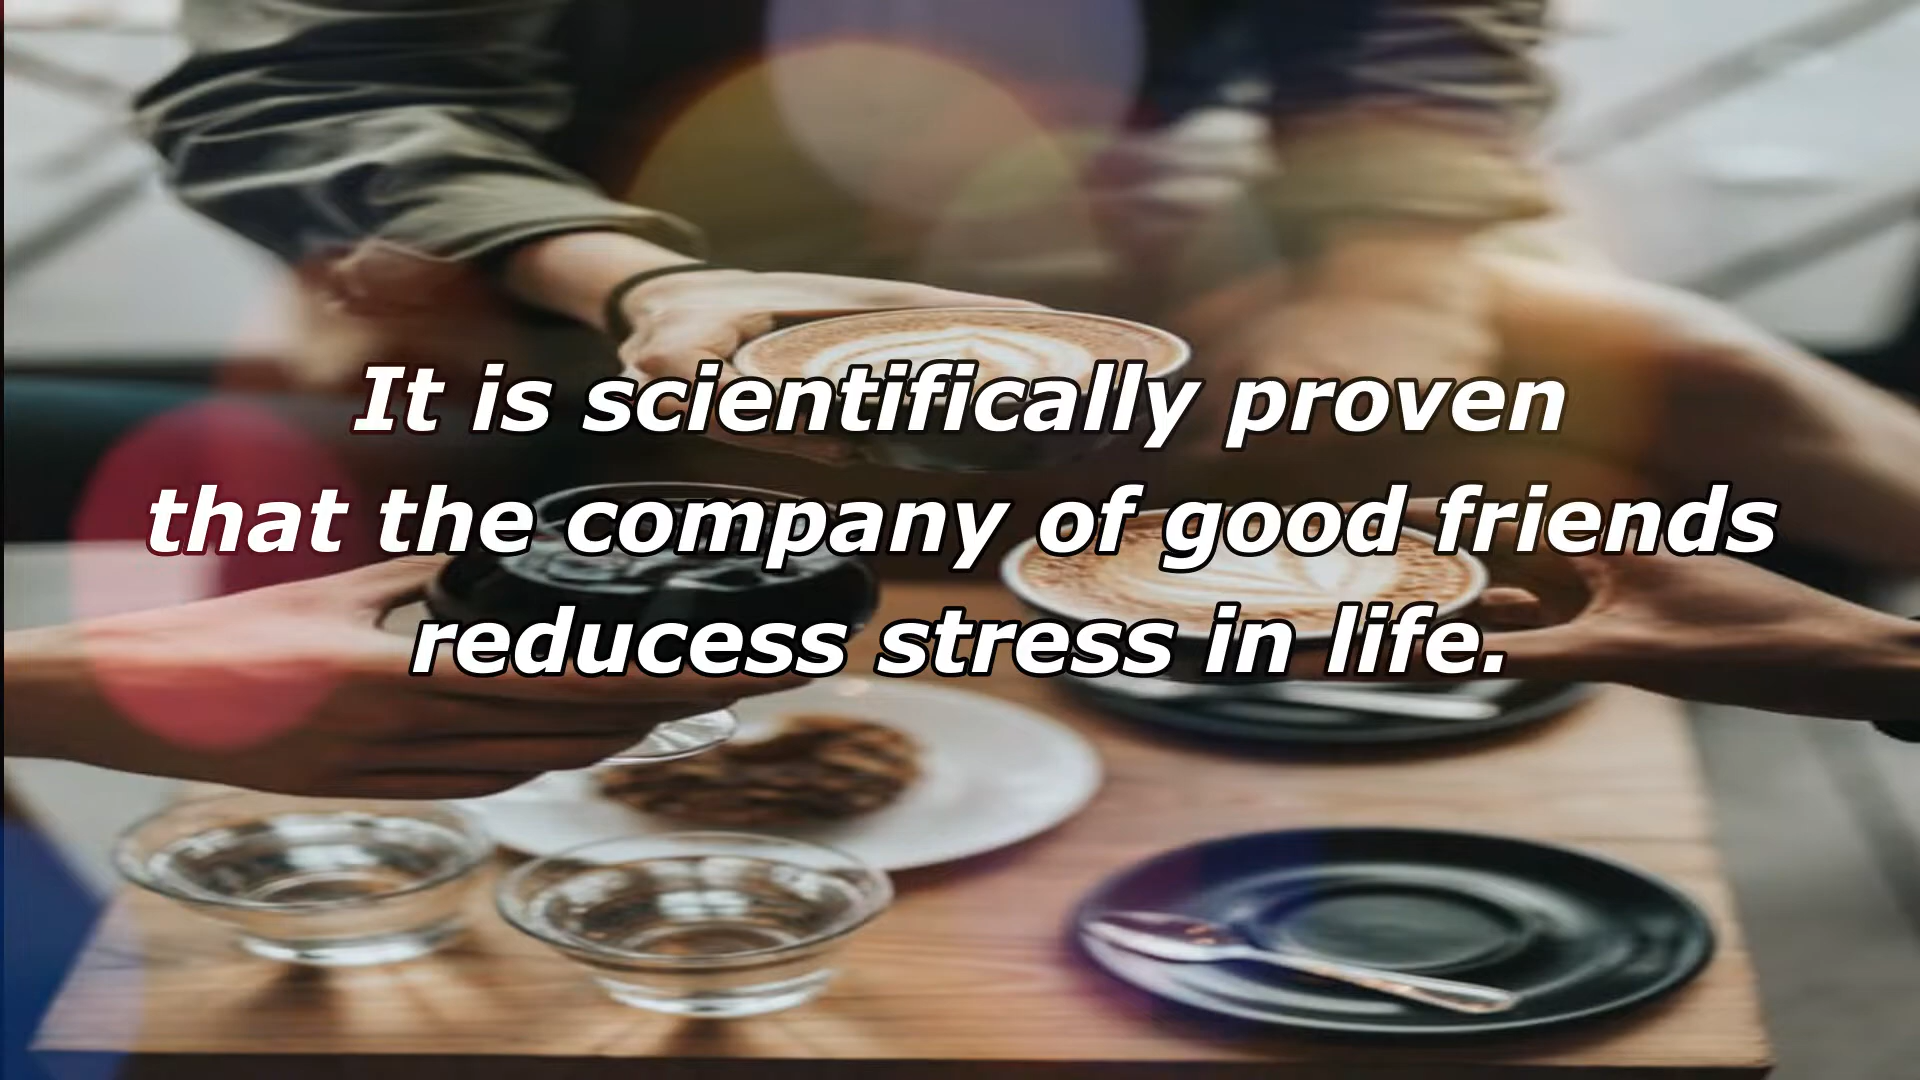 It is scientifically proven
that the company of good friends
reducess stress in life.